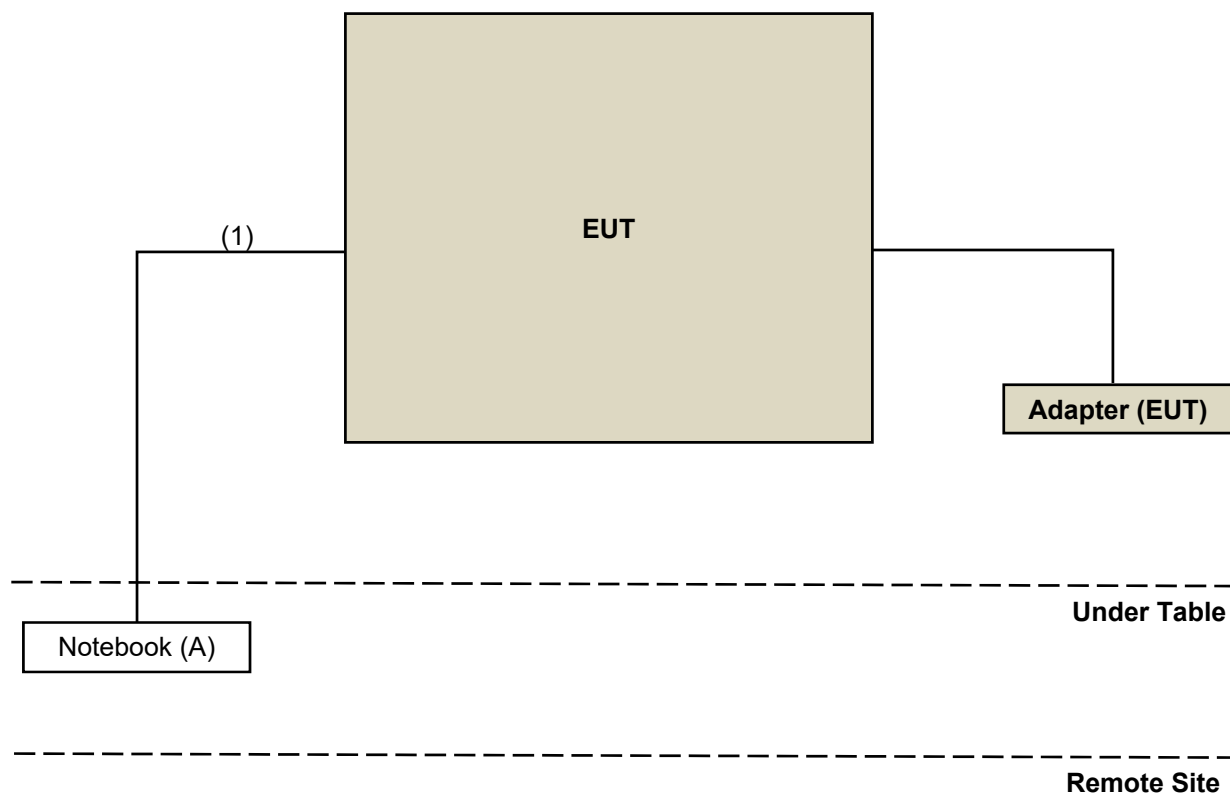 EUT
(1)
Adapter (EUT)
Under Table
Notebook (A)
Remote Site